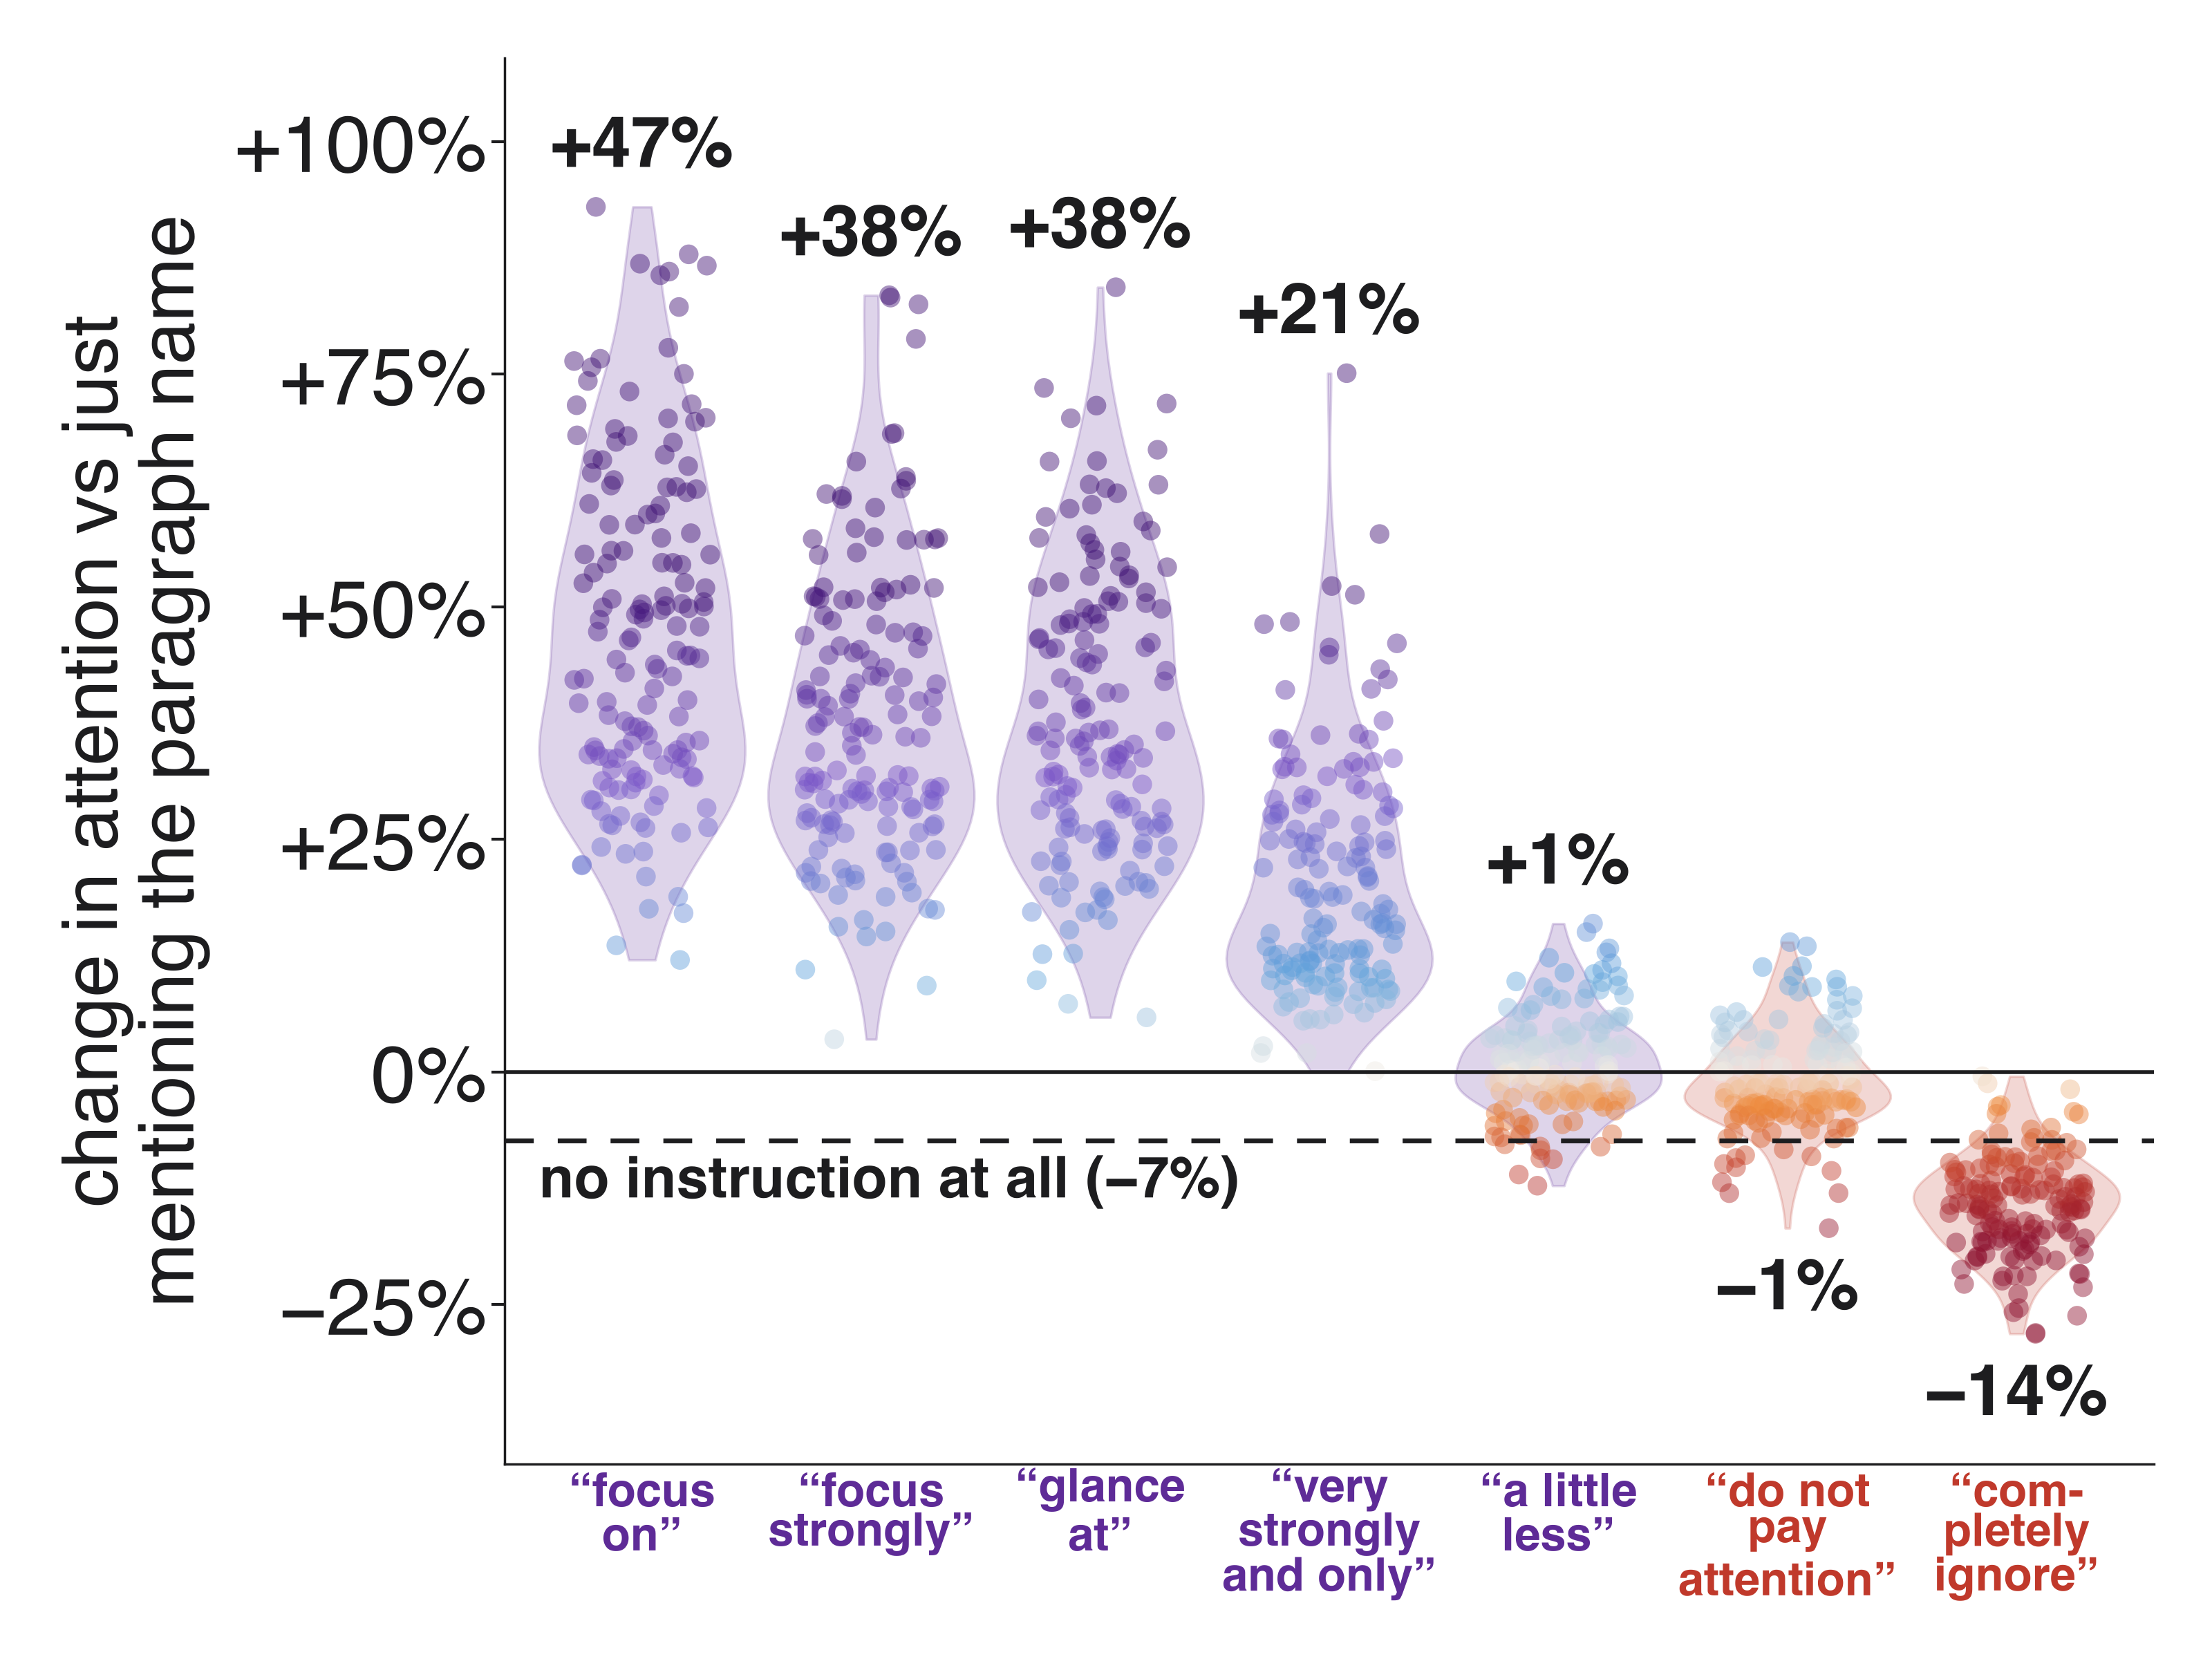 change in attention vs just
mentioning the paragraph name
+100%
+75%
+50%
+25%
0%
−25%
+47%
+38%
+38%
+21%
+1%
−1%
−14%
no instruction at all (−7%)
“focus
on”
“focus
strongly”
“glance
at”
“very
strongly
and only”
“a little
less”
“do not
pay
attention”
“com-
pletely
ignore”